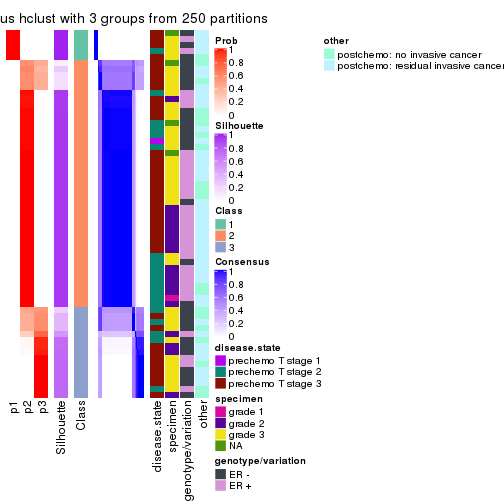 us hclust with 3 groups from 250 partitions
Prob
1
0.8
0.6
0.4
0.2
0
Silhouette
1
0.8
0.6
0.4
0.2
0
Class
1
2
3
Consensus
1
0.8
0.6
0.4
0.2
0
disease.state
prechemo T stage 1
prechemo T stage 2
prechemo T stage 3
specimen
grade 1
grade 2
grade 3
NA
genotype/variation
ER -
ER +
other
postchemo: no invasive cancer
postchemo: residual invasive cancer
p1
p2
p3
Silhouette
Class
disease.state
specimen
genotype/variation
other